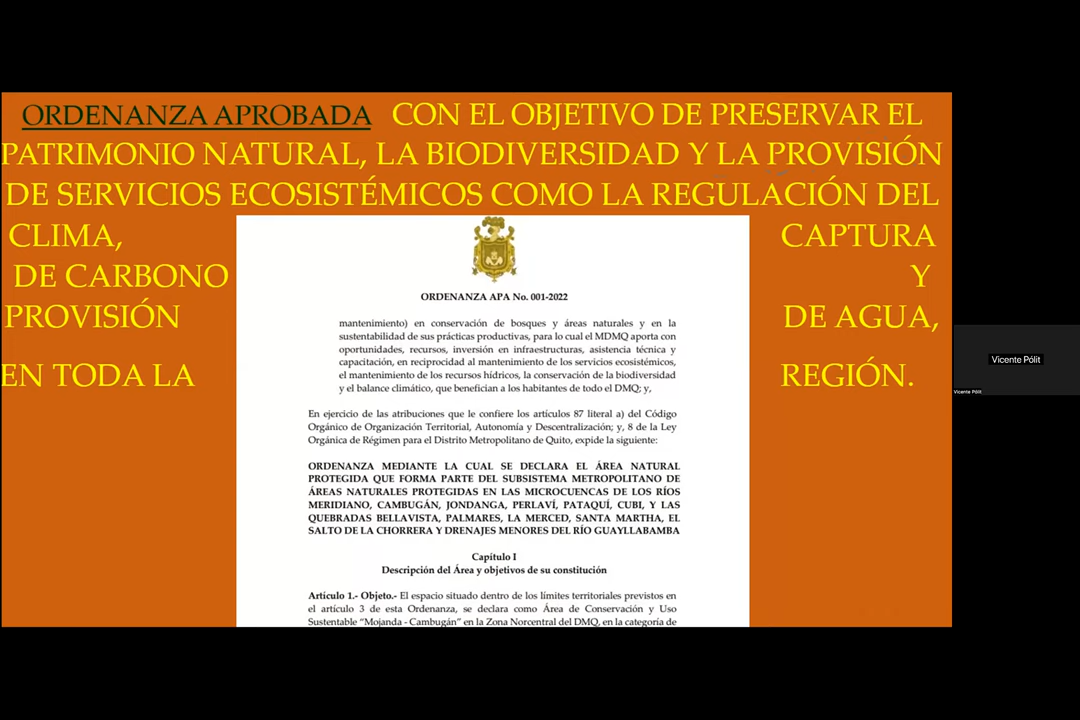 ORDENANZA APROBADA CON EL OBJETIVO DE PRESERVAR EL
PATRIMONIO NATURAL, LA BIODIVERSIDAD Y LA PROVISIÓN
DE SERVICIOS ECOSISTÉMICOS COMO LA REGULACIÓN DEL
CLIMA, CAPTURA
DE CARBONO Y
PROVISIÓN DE AGUA,
EN TODA LA REGIÓN.
ORDENANZA APA No. 001-2022
mantenimiento) en conservación de bosques y áreas naturales y en la
sustentabilidad de sus prácticas productivas, para lo cual el MDMQ aporta con
oportunidades, recursos, inversión en infraestructuras, asistencia técnica y
capacitación, en reciprocidad al mantenimiento de los servicios ecosistémicos,
el mantenimiento de los recursos hídricos, la conservación de la biodiversidad
y el balance climático, que benefician a los habitantes de todo el DMQ; y,
En ejercicio de las atribuciones que le confiere los artículos 87 literal a) del Código
Orgánico de Organización Territorial, Autonomía y Descentralización; y, 8 de la Ley
Orgánica de Régimen para el Distrito Metropolitano de Quito, expide la siguiente:
ORDENANZA MEDIANTE LA CUAL SE DECLARA EL ÁREA NATURAL
PROTEGIDA QUE FORMA PARTE DEL SUBSISTEMA METROPOLITANO DE
ÁREAS NATURALES PROTEGIDAS EN LAS MICROCUENCAS DE LOS RÍOS
MERIDIANO, CAMBUGÁN, JONDANGA, PERLAVÍ, PATAQUÍ, CUBI, Y LAS
QUEBRADAS BELLAVISTA, PALMARES, LA MERCED, SANTA MARTHA, EL
SALTO DE LA CHORRERA Y DRENAJES MENORES DEL RÍO GUAYLLABAMBA
Capítulo I
Descripción del Área y objetivos de su constitución
Artículo 1.- Objeto.- El espacio situado dentro de los límites territoriales previstos en
el artículo 3 de esta Ordenanza, se declara como Área de Conservación y Uso
Sustentable "Mojanda - Cambugán" en la Zona Norcentral del DMQ, en la categoría de
Vicente Pólit
Vicente Pólit